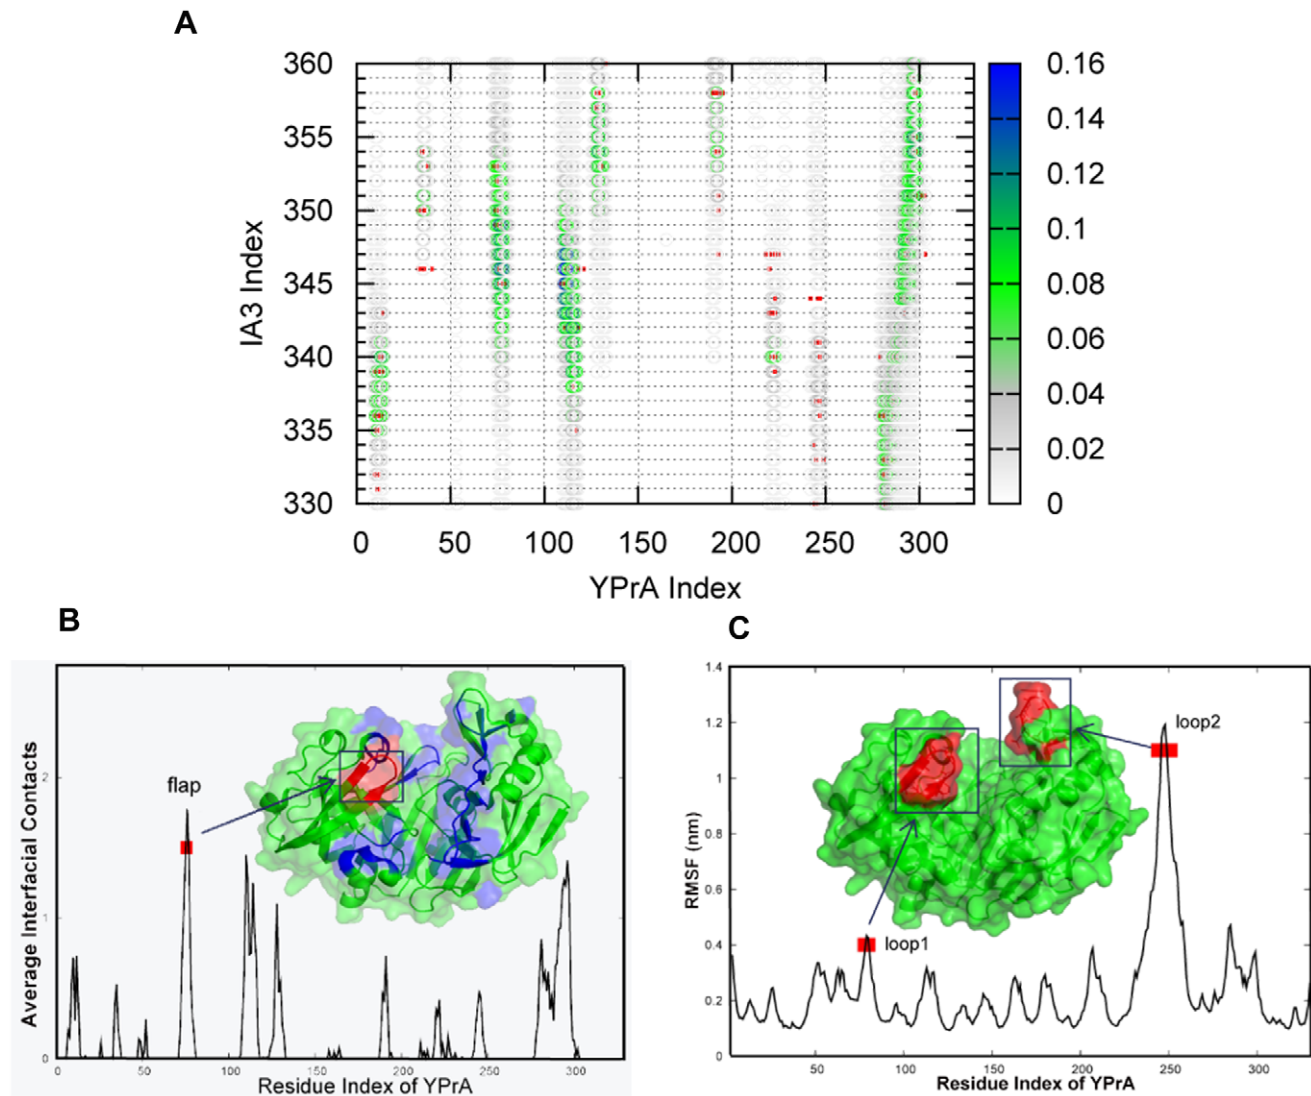 A
360
355
350
345
340
335
330
IA3 Index
0 50 100 150 200 250 300
YPrA Index
0.16
0.14
0.12
0.1
0.08
0.06
0.04
0.02
0
B
Average Interfacial Contacts
2
1
0
flap
0 50 100 150 200 250 300
Residue Index of YPrA
C
RMSF (nm)
1.4
1.2
1
0.8
0.6
0.4
0.2
0
loop2
loop1
50 100 150 200 250 300
Residue Index of YPrA